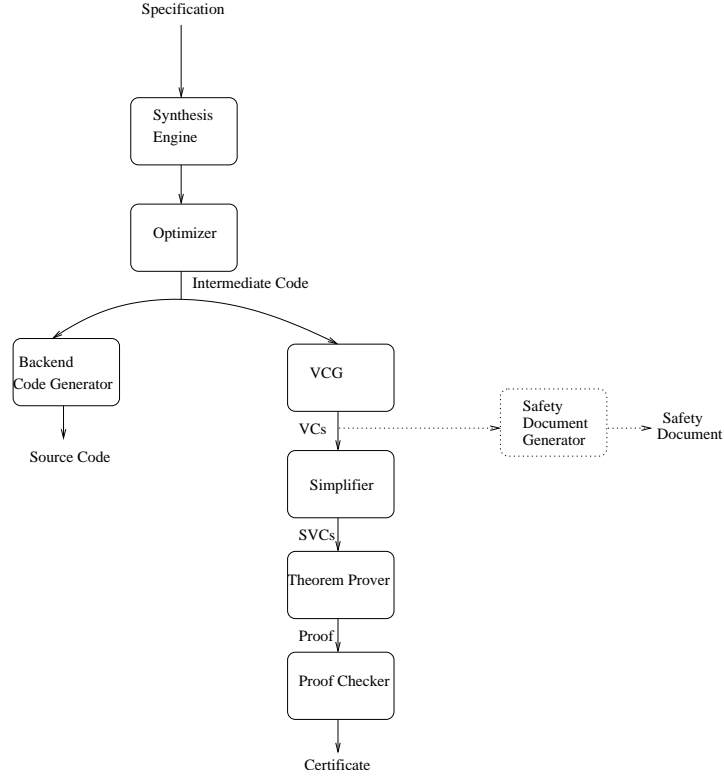 Specification
Synthesis
Engine
Optimizer
Intermediate Code
Backend
Code Generator
Source Code
VCG
VCs
Safety
Document
Generator
Safety
Document
Simplifier
SVCs
Theorem Prover
Proof
Proof Checker
Certificate